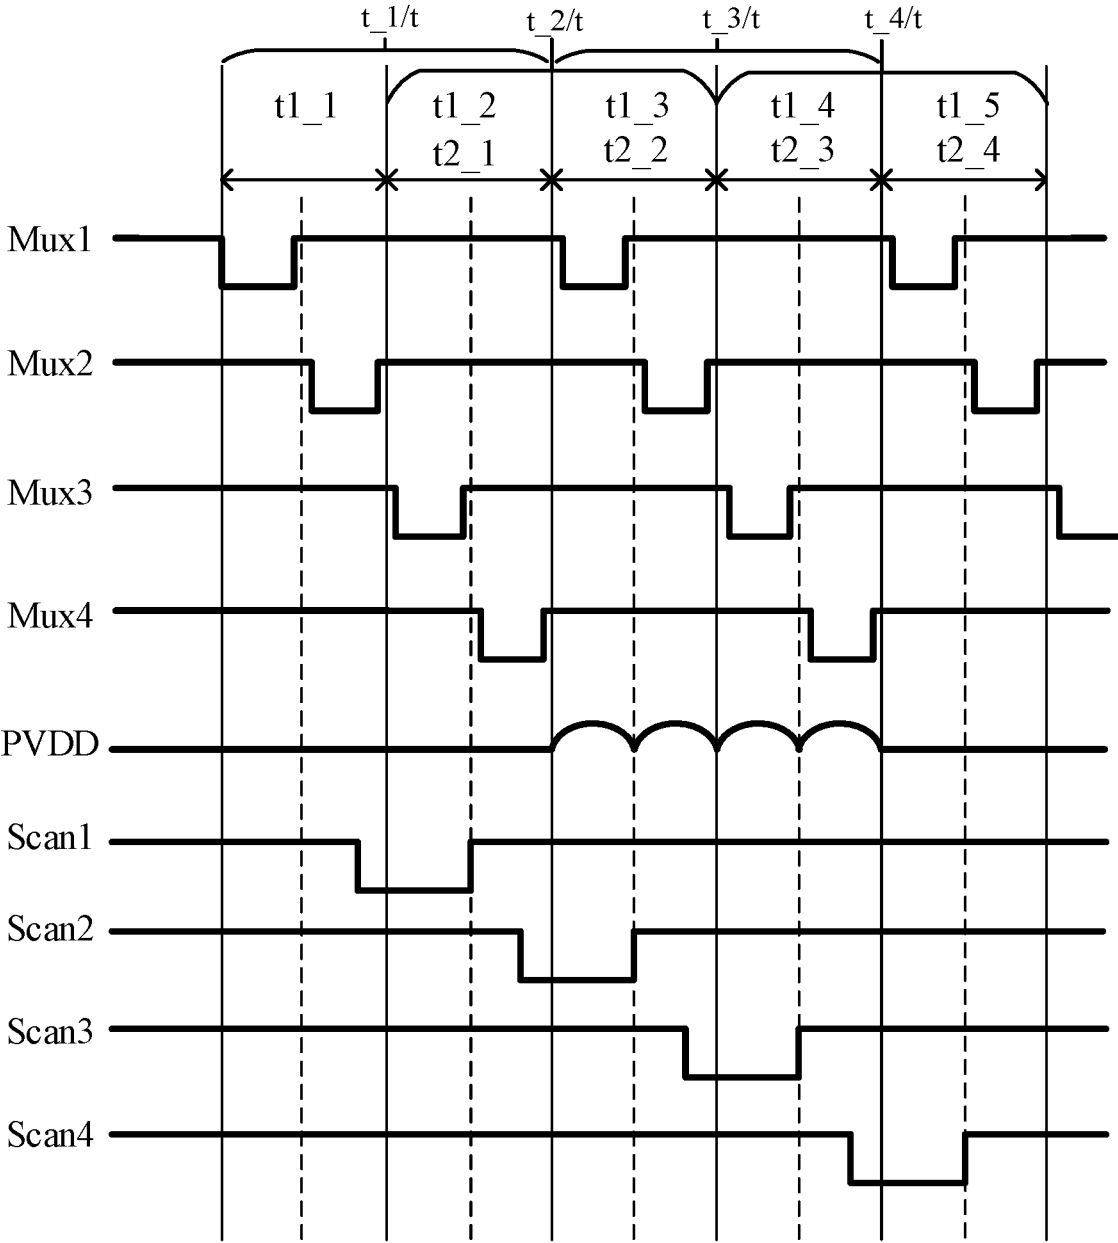 t_1/t t_2/t t_3/t t_4/t
t1_1 t1_2 t1_3 t1_4 t1_5
t2_1 t2_2 t2_3 t2_4
Mux1
Mux2
Mux3
Mux4
PVDD
Scan1
Scan2
Scan3
Scan4